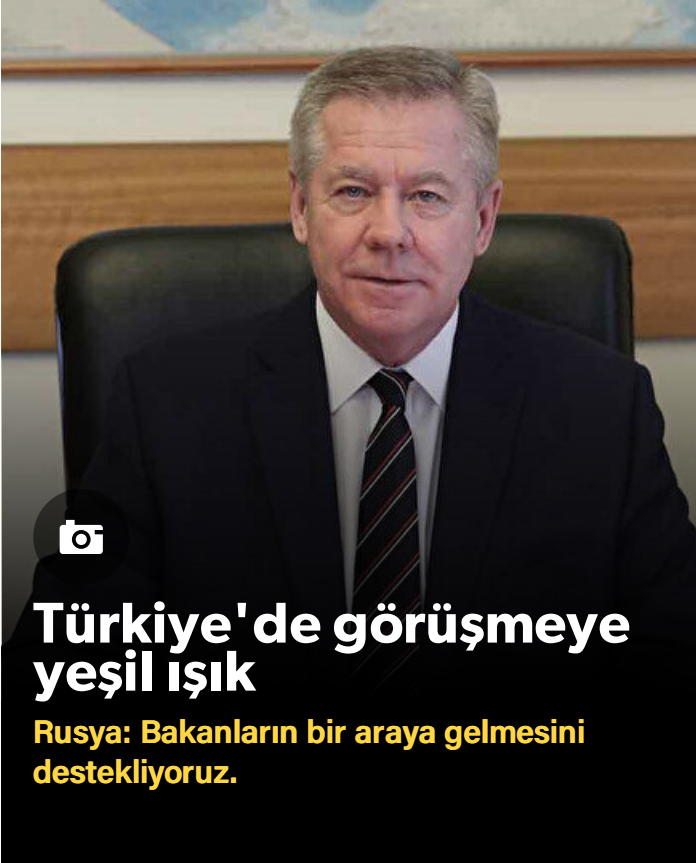 Türkiye'de görüşmeye
yeşil ışık
Rusya: Bakanların bir araya gelmesini
destekliyoruz.